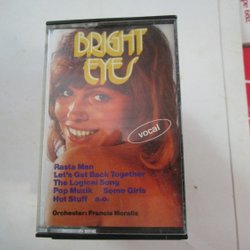 BRIGHT
EYES
vocal
Rasta Man
Let's Get Back Together
The Logical Song
Pop Muzik Some Girls
Hot Stuff a.o.
Orchester: Francis Moralis